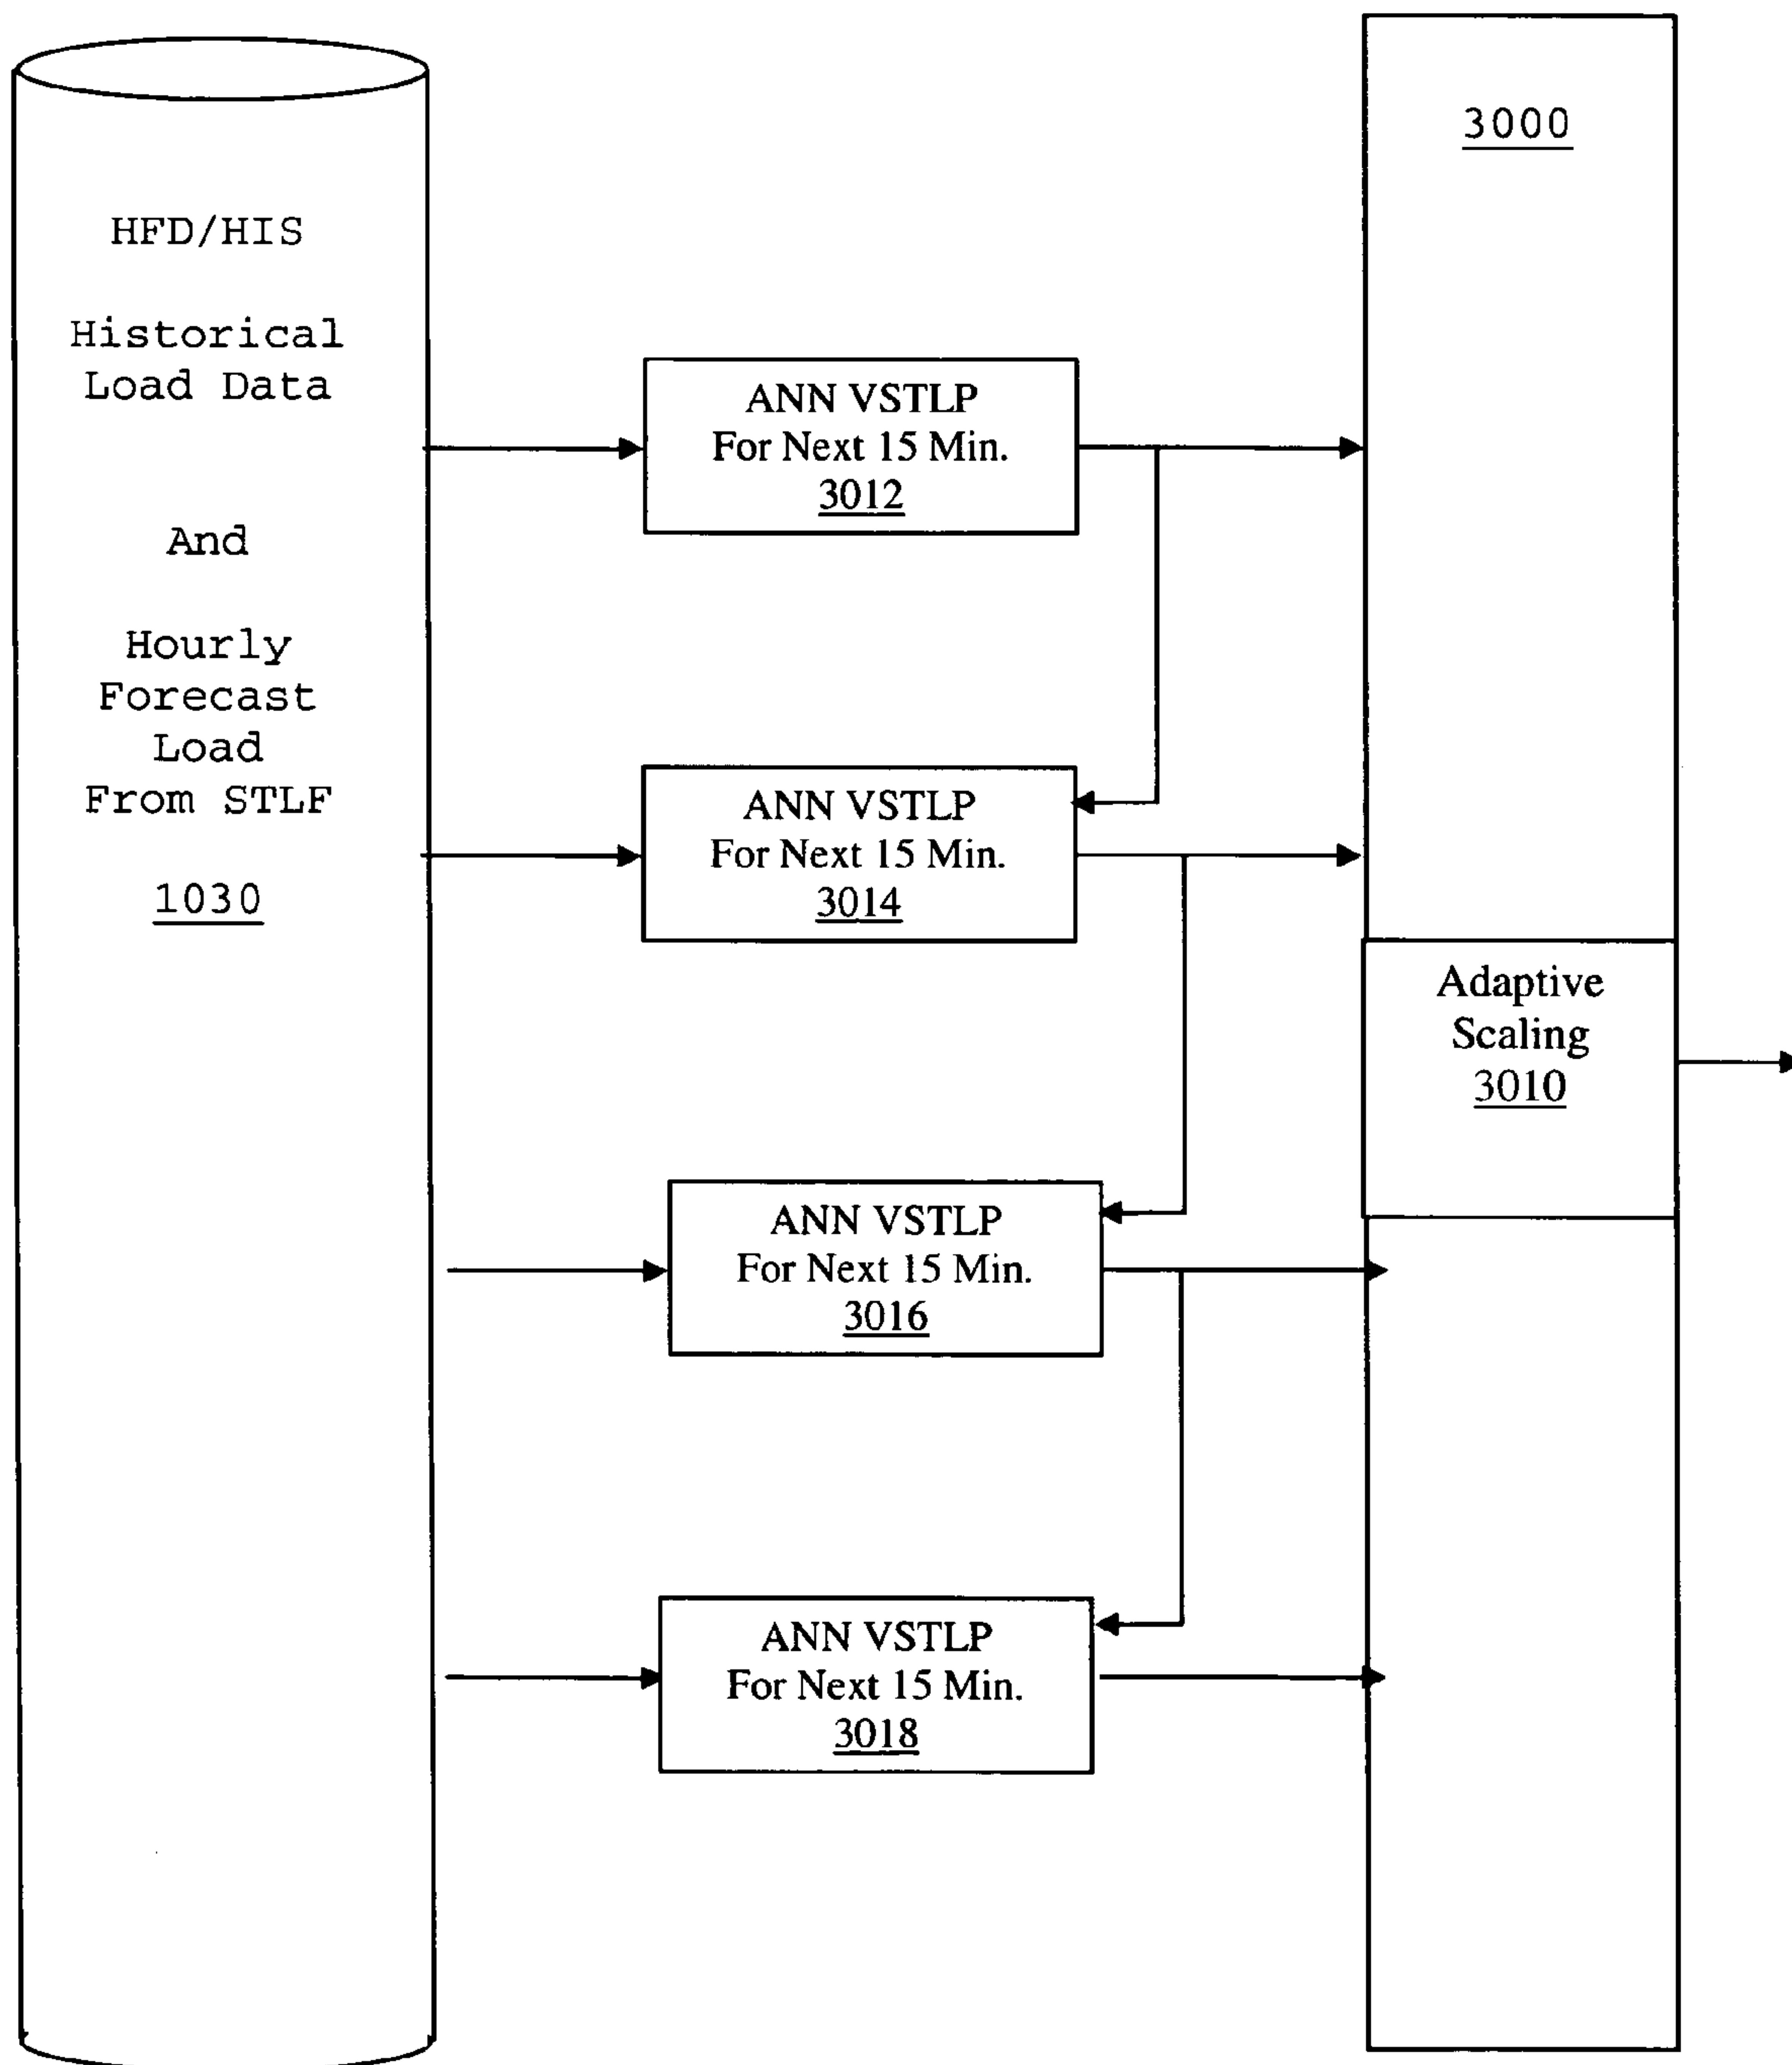 HFD/HIS
Historical
Load Data
And
Hourly
Forecast
Load
From STLF
1030
ANN VSTLP
For Next 15 Min.
3012
ANN VSTLP
For Next 15 Min.
3014
ANN VSTLP
For Next 15 Min.
3016
ANN VSTLP
For Next 15 Min.
3018
3000
Adaptive
Scaling
3010